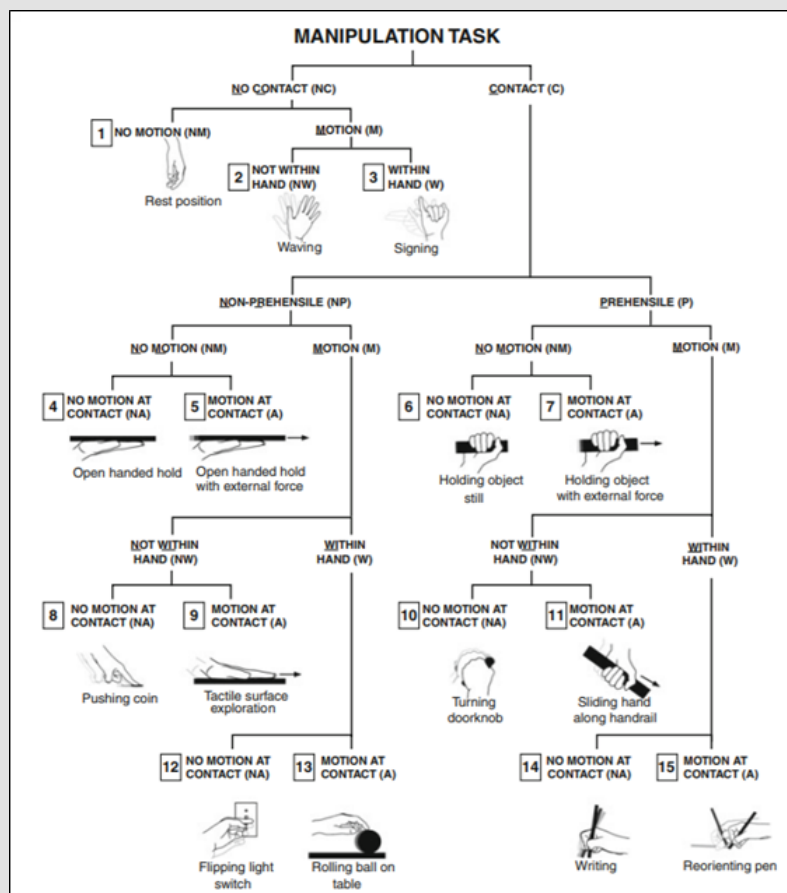 MANIPULATION TASK
NO CONTACT (NC)
CONTACT (C)
1 NO MOTION (NM)
Rest position
MOTION (M)
2 NOT WITHIN
HAND (NW)
Waving
3 WITHIN
HAND (W)
Signing
NON-PREHENSILE (NP)
PREHENSILE (P)
NO MOTION (NM)
MOTION (M)
NO MOTION (NM)
MOTION (M)
4 NO MOTION AT
CONTACT (NA)
Open handed hold
5 MOTION AT
CONTACT (A)
Open handed hold
with external force
6 NO MOTION AT
CONTACT (NA)
Holding object
still
7 MOTION AT
CONTACT (A)
Holding object
with external force
NOT WITHIN
HAND (NW)
WITHIN
HAND (W)
NOT WITHIN
HAND (NW)
WITHIN
HAND (W)
8 NO MOTION AT
CONTACT (NA)
Pushing coin
9 MOTION AT
CONTACT (A)
Tactile surface
exploration
10 NO MOTION AT
CONTACT (NA)
Turning
doorknob
11 MOTION AT
CONTACT (A)
Sliding hand
along handrail
12 NO MOTION AT
CONTACT (NA)
Flipping light
switch
13 MOTION AT
CONTACT (A)
Rolling ball on
table
14 NO MOTION AT
CONTACT (NA)
Writing
15 MOTION AT
CONTACT (A)
Reorienting pen